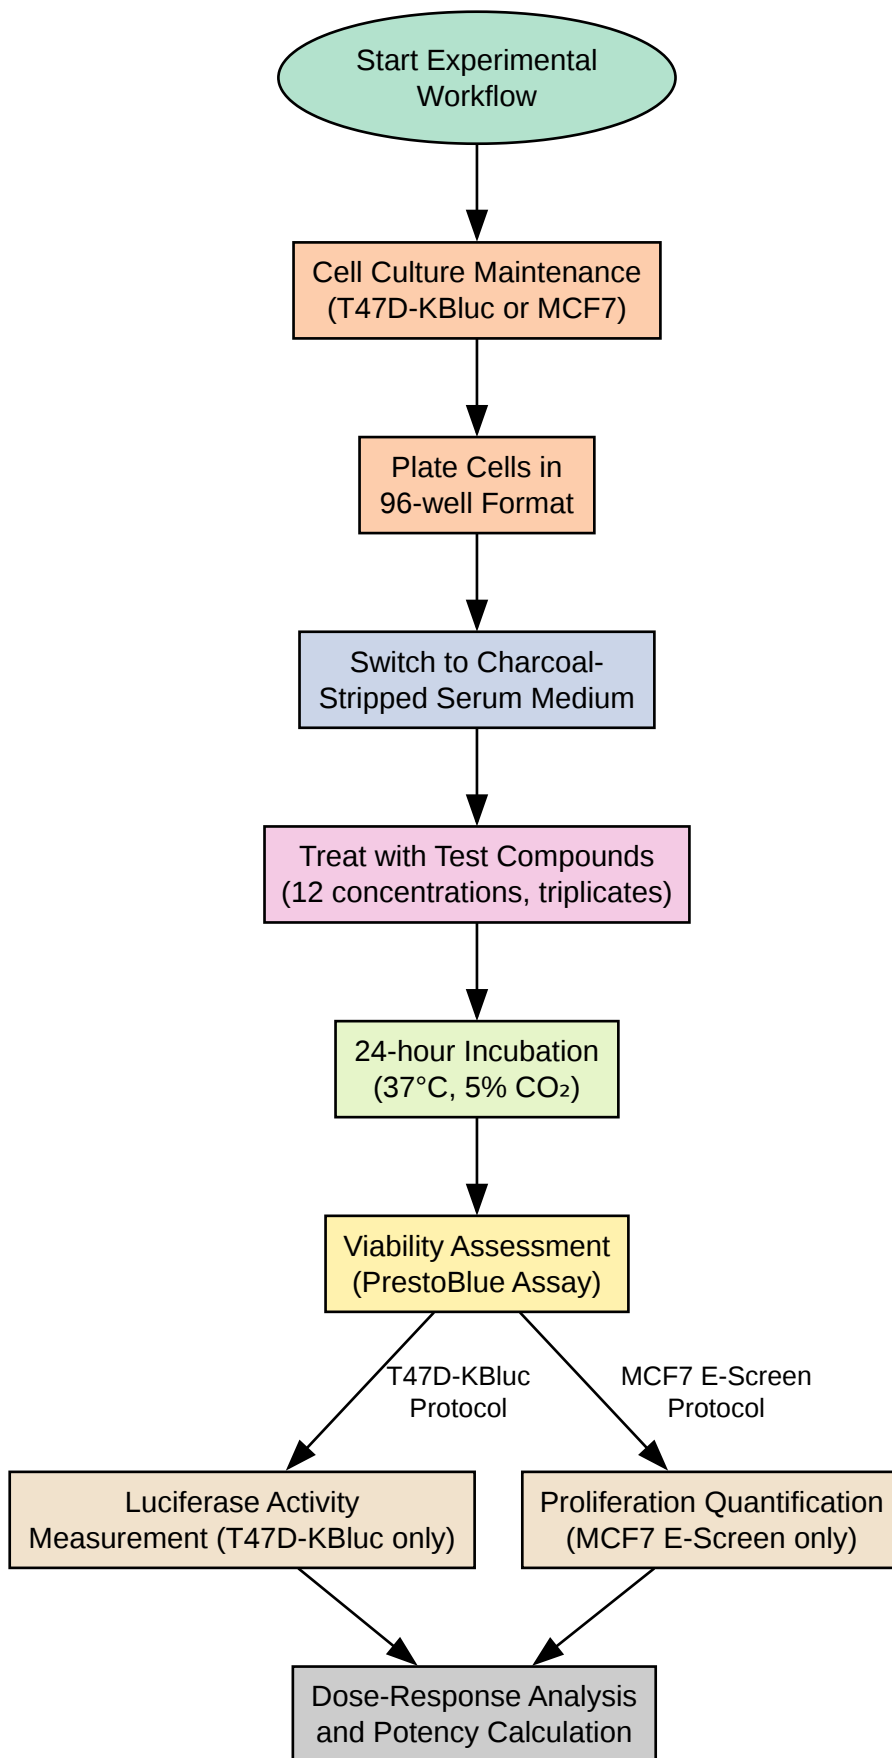 Start Experimental
Workflow
Cell Culture Maintenance
(T47D-KBluc or MCF7)
Plate Cells in
96-well Format
Switch to Charcoal-
Stripped Serum Medium
Treat with Test Compounds
(12 concentrations, triplicates)
24-hour Incubation
(37°C, 5% CO₂)
Viability Assessment
(PrestoBlue Assay)
T47D-KBluc
Protocol
MCF7 E-Screen
Protocol
Luciferase Activity
Measurement (T47D-KBluc only)
Proliferation Quantification
(MCF7 E-Screen only)
Dose-Response Analysis
and Potency Calculation